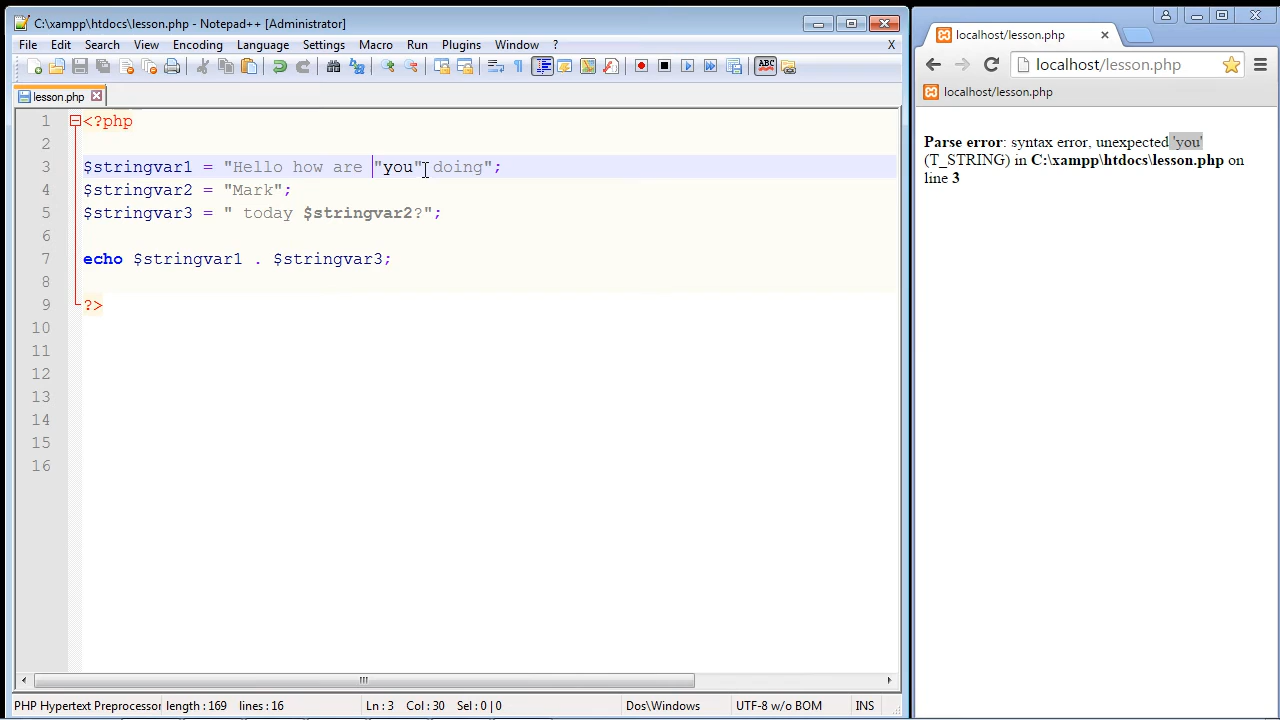 C:\xampp\htdocs\lesson.php - Notepad++ [Administrator]
File Edit Search View Encoding Language Settings Macro Run Plugins Window ? X
ABC
lesson.php
1 <?php
2
3 $stringvar1 = "Hello how are "you" doing";
4 $stringvar2 = "Mark";
5 $stringvar3 = " today $stringvar2?";
6
7 echo $stringvar1 . $stringvar3;
8
9 ?>
10
11
12
13
14
15
16
PHP Hypertext Preprocessor length : 169 lines : 16 Ln : 3 Col : 30 Sel : 0 | 0 Dos\Windows UTF-8 w/o BOM INS
localhost/lesson.php
localhost/lesson.php
localhost/lesson.php
Parse error: syntax error, unexpected 'you'
(T_STRING) in C:\xampp\htdocs\lesson.php on
line 3